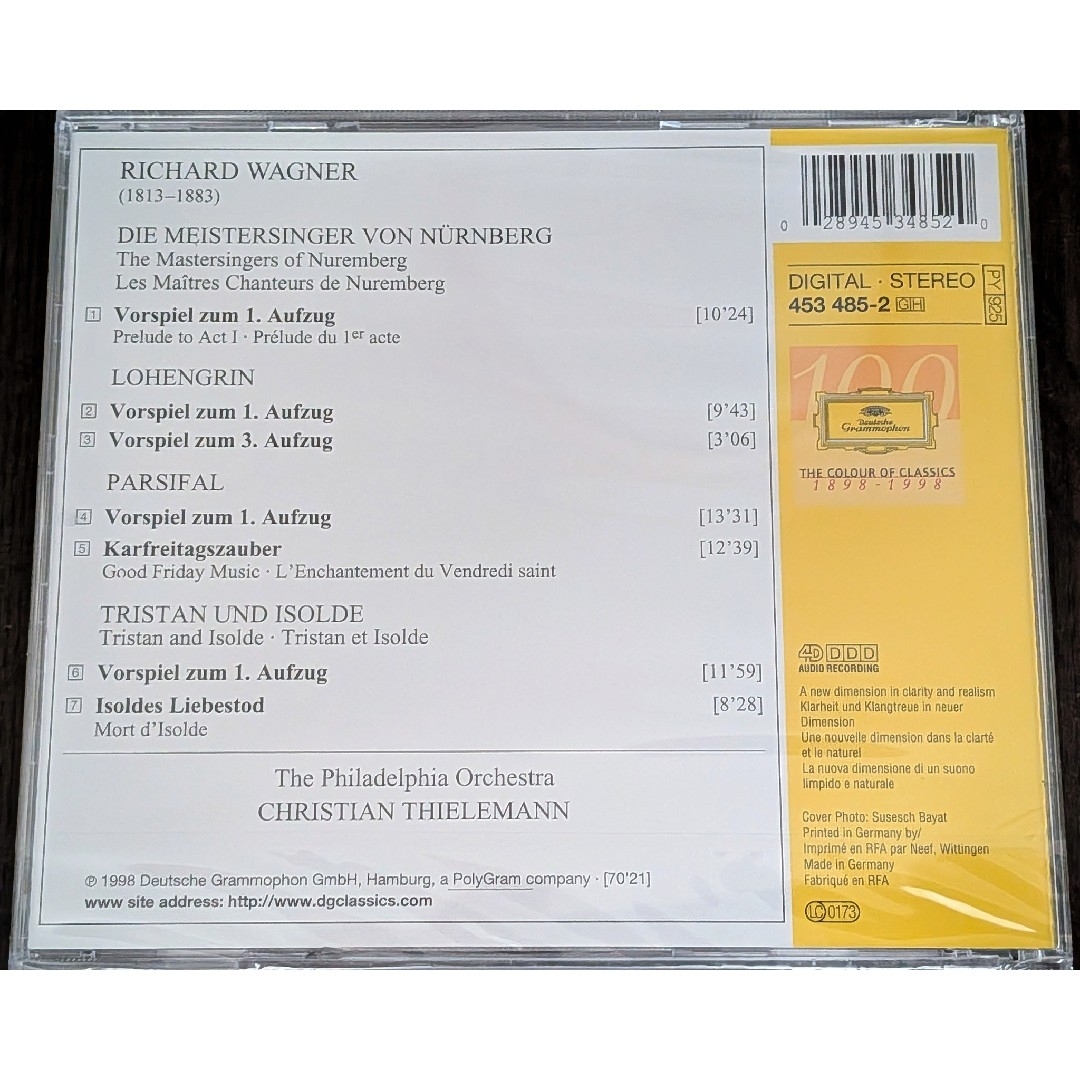 RICHARD WAGNER
(1813–1883)
DIE MEISTERSINGER VON NÜRNBERG
The Mastersingers of Nuremberg
Les Maîtres Chanteurs de Nuremberg
1 Vorspiel zum 1. Aufzug [10'24]
Prelude to Act I · Prélude du 1er acte
LOHENGRIN
2 Vorspiel zum 1. Aufzug [9'43]
3 Vorspiel zum 3. Aufzug [3'06]
PARSIFAL
4 Vorspiel zum 1. Aufzug [13'31]
5 Karfreitagszauber [12'39]
Good Friday Music · L'Enchantement du Vendredi saint
TRISTAN UND ISOLDE
Tristan and Isolde · Tristan et Isolde
6 Vorspiel zum 1. Aufzug [11'59]
7 Isoldes Liebestod [8'28]
Mort d'Isolde
The Philadelphia Orchestra
CHRISTIAN THIELEMANN
℗ 1998 Deutsche Grammophon GmbH, Hamburg, a PolyGram company · [70'21]
www site address: http://www.dgclassics.com
0 28945 34852 0
DIGITAL · STEREO
453 485-2 GH
PY 925
100
Deutsche
Grammophon
THE COLOUR OF CLASSICS
1898-1998
4D DDD
AUDIO RECORDING
A new dimension in clarity and realism
Klarheit und Klangtreue in neuer
Dimension
Une nouvelle dimension dans la clarté
et le naturel
La nuova dimensione di un suono
limpido e naturale
Cover Photo: Susesch Bayat
Printed in Germany by/
Imprimé en RFA par Neef, Wittingen
Made in Germany
Fabriqué en RFA
LC 0173